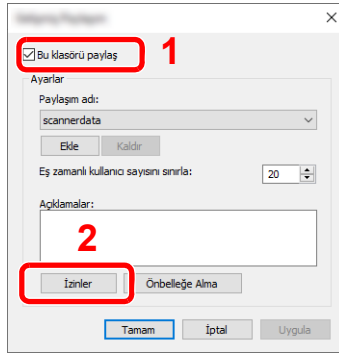 Bu klasörü paylaş
1
Ayarlar
Paylaşım adı:
scannerdata
Ekle Kaldır
Eş zamanlı kullanıcı sayısını sınırla: 20
Açıklamalar:
2
İzinler Önbelleğe Alma
Tamam İptal Uygula